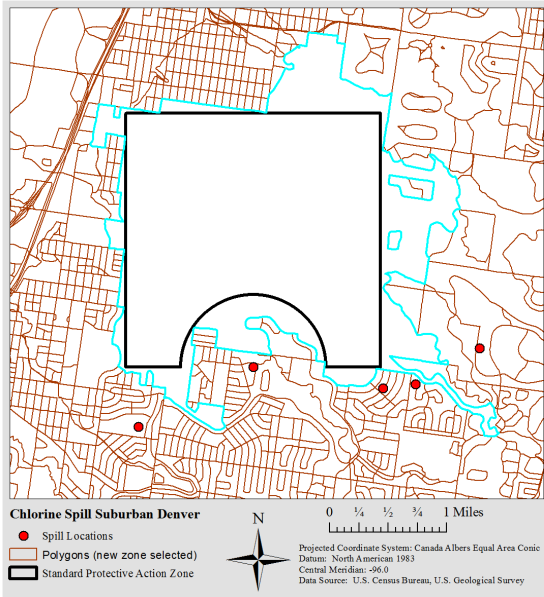 Chlorine Spill Suburban Denver
Spill Locations
Polygons (new zone selected)
Standard Protective Action Zone
N
0 ¼ ½ ¾ 1 Miles
Projected Coordinate System: Canada Albers Equal Area Conic
Datum: North American 1983
Central Meridian: -96.0
Data Source: U.S. Census Bureau, U.S. Geological Survey